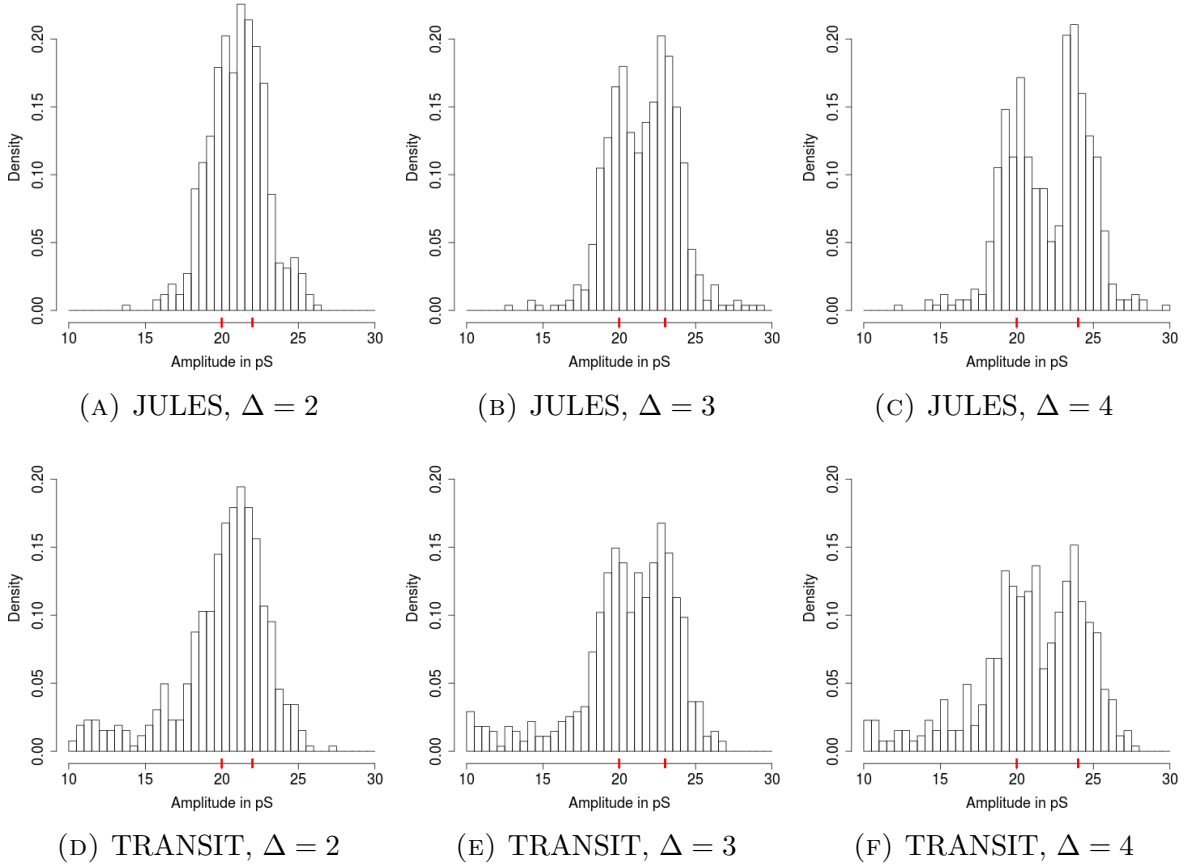 0.20
0.15
0.10
0.05
0.00
Density
10 15 20 25 30
Amplitude in pS
(A) JULES, Δ = 2
0.20
0.15
0.10
0.05
0.00
Density
10 15 20 25 30
Amplitude in pS
(B) JULES, Δ = 3
0.20
0.15
0.10
0.05
0.00
Density
10 15 20 25 30
Amplitude in pS
(C) JULES, Δ = 4
0.20
0.15
0.10
0.05
0.00
Density
10 15 20 25 30
Amplitude in pS
(D) TRANSIT, Δ = 2
0.20
0.15
0.10
0.05
0.00
Density
10 15 20 25 30
Amplitude in pS
(E) TRANSIT, Δ = 3
0.20
0.15
0.10
0.05
0.00
Density
10 15 20 25 30
Amplitude in pS
(F) TRANSIT, Δ = 4